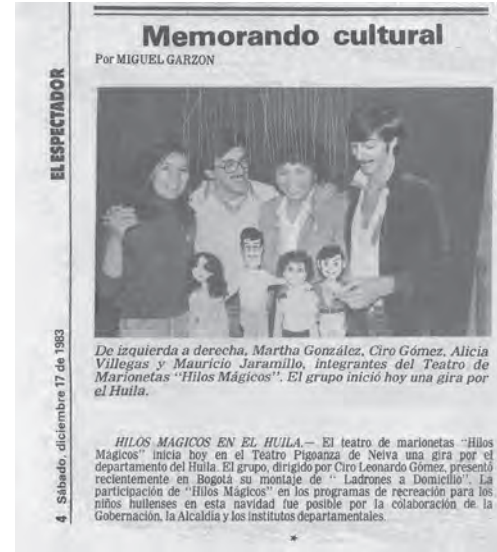 Memorando cultural
Por MIGUEL GARZON
EL ESPECTADOR
De izquierda a derecha, Martha González, Ciro Gómez, Alicia
Villegas y Mauricio Jaramillo, integrantes del Teatro de
Marionetas "Hilos Mágicos". El grupo inició hoy una gira por
el Huila.
HILOS MAGICOS EN EL HUILA.— El teatro de marionetas "Hilos
Mágicos" inicia hoy en el Teatro Pigoanza de Neiva una gira por el
departamento del Huila. El grupo, dirigido por Ciro Leonardo Gómez, presentó
recientemente en Bogotá su montaje de " Ladrones a Domicilio". La
participación de "Hilos Mágicos" en los programas de recreación para los
niños huilenses en esta navidad fue posible por la colaboración de la
Gobernación, la Alcaldía y los institutos departamentales.
*
4 Sábado, diciembre 17 de 1983